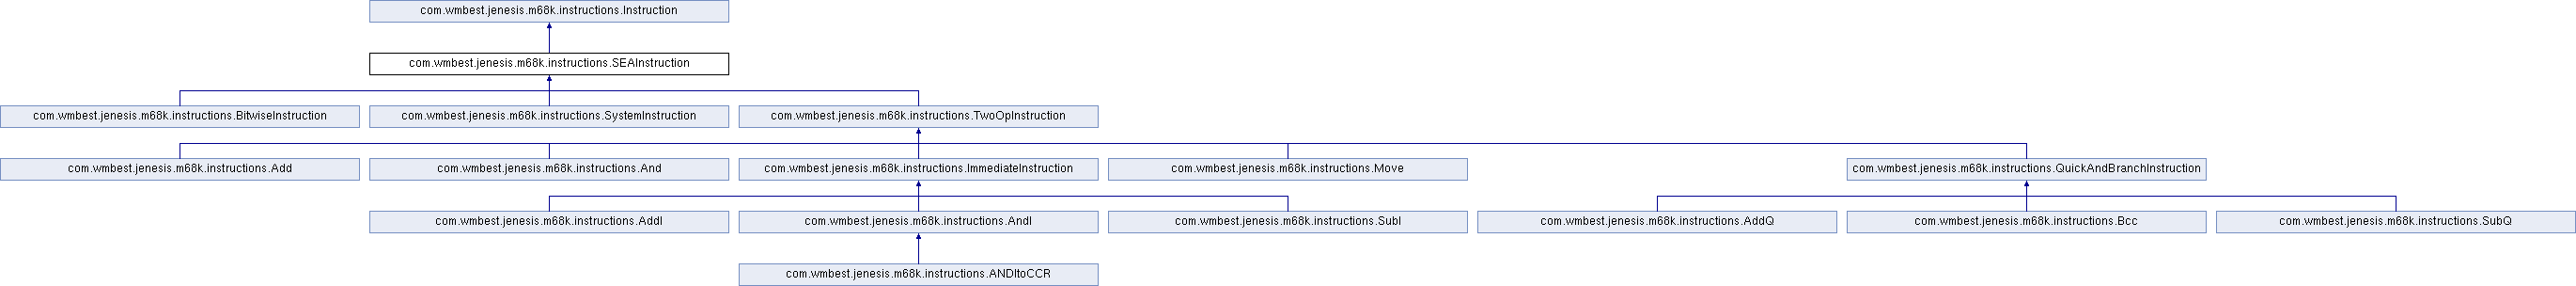 com.wmbest.jenesis.m68k.instructions.Instruction
com.wmbest.jenesis.m68k.instructions.SEAInstruction
com.wmbest.jenesis.m68k.instructions.BitwiseInstruction
com.wmbest.jenesis.m68k.instructions.SystemInstruction
com.wmbest.jenesis.m68k.instructions.TwoOpInstruction
com.wmbest.jenesis.m68k.instructions.Add
com.wmbest.jenesis.m68k.instructions.And
com.wmbest.jenesis.m68k.instructions.ImmediateInstruction
com.wmbest.jenesis.m68k.instructions.Move
com.wmbest.jenesis.m68k.instructions.QuickAndBranchInstruction
com.wmbest.jenesis.m68k.instructions.AddI
com.wmbest.jenesis.m68k.instructions.AndI
com.wmbest.jenesis.m68k.instructions.SubI
com.wmbest.jenesis.m68k.instructions.AddQ
com.wmbest.jenesis.m68k.instructions.Bcc
com.wmbest.jenesis.m68k.instructions.SubQ
com.wmbest.jenesis.m68k.instructions.ANDItoCCR